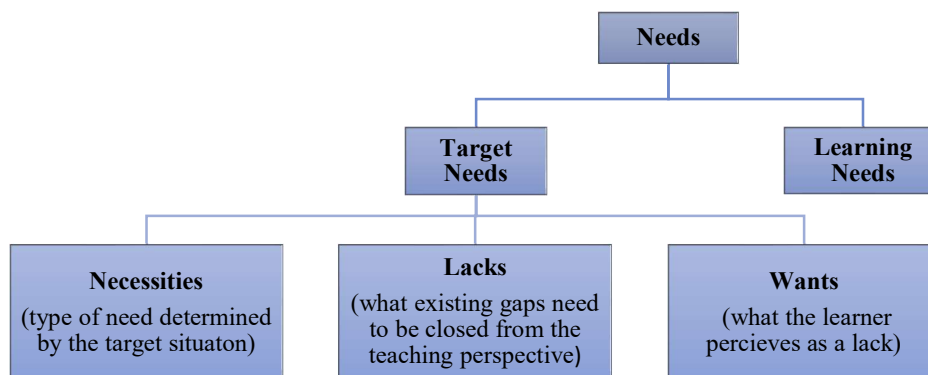 Needs
Target
Needs
Learning
Needs
Necessities
(type of need determined
by the target situaton)
Lacks
(what existing gaps need
to be closed from the
teaching perspective)
Wants
(what the learner
percieves as a lack)